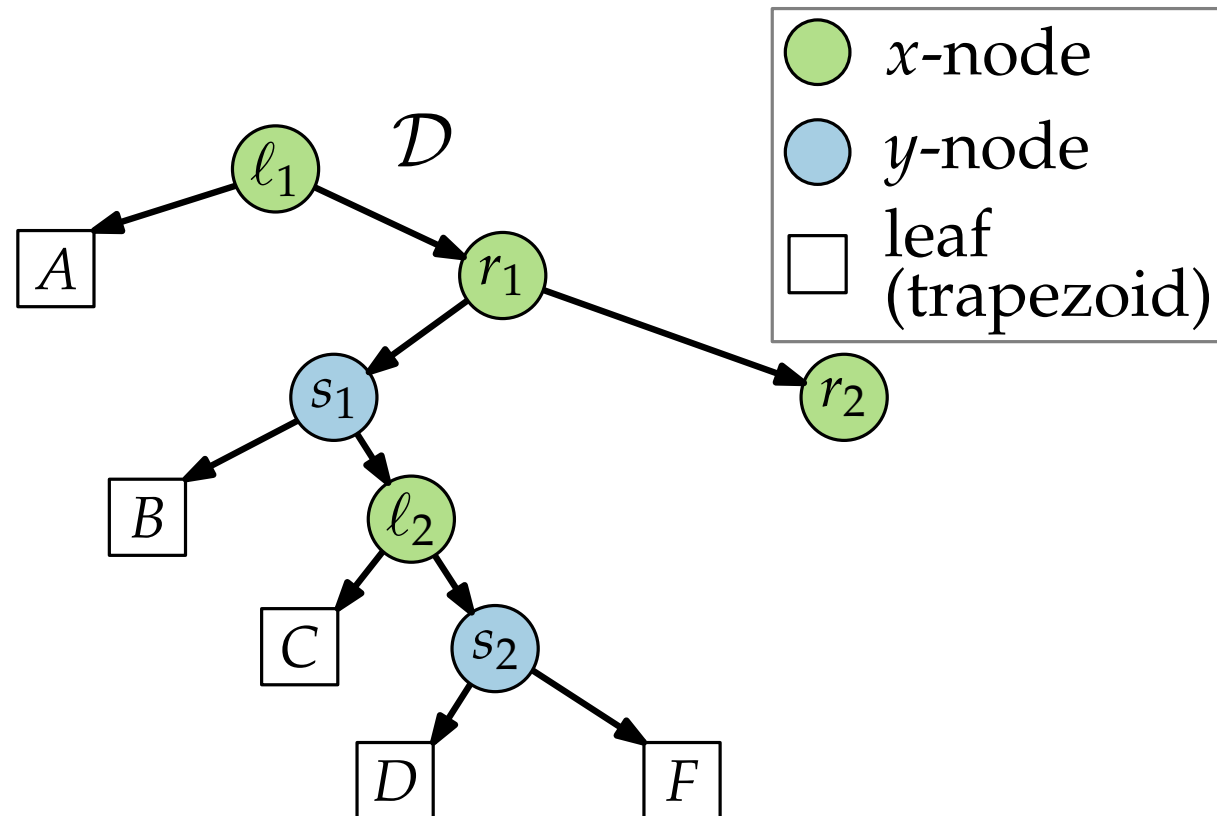 x-node
y-node
leaf
(trapezoid)
𝒟
ℓ₁
A
r₁
s₁
r₂
B
ℓ₂
C
s₂
D
F